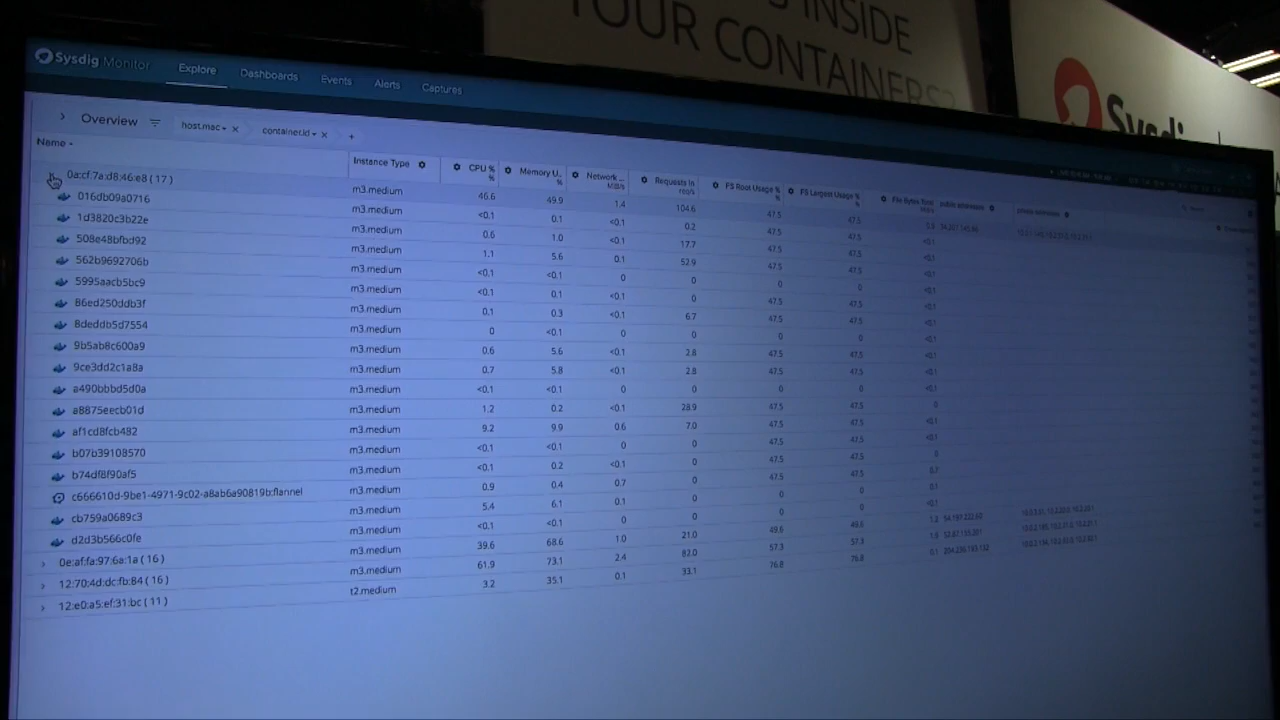 TOUR CONTAINERS?
INSIDE
Sysdig
Sysdig Monitor Explore Dashboards Events Alerts Captures
Overview host.mac × container.id × +
Name Instance Type CPU % % Memory U.. % Network ... MiB/s Requests In req/s FS Root Usage % % FS Largest Usage % %
0a:cf:7a:d8:46:e8 (17) m3.medium 46.6 49.9 1.4 104.6 47.5 47.5
016db09a0716 m3.medium <0.1 0.1 <0.1 0.2 47.5 47.5
1d3820c3b22e m3.medium 0.6 1.0 <0.1 17.7 47.5 47.5
508e48bfbd92 m3.medium 1.1 5.6 0.1 52.9 47.5 47.5
562b9692706b m3.medium <0.1 <0.1 0 0 0 0
5995aacb5bc9 m3.medium <0.1 0.1 <0.1 0 47.5 47.5
86ed250ddb3f m3.medium 0.1 0.3 <0.1 6.7 47.5 47.5
8deddb5d7554 m3.medium 0 <0.1 0 0 0 0
9b5ab8c600a9 m3.medium 0.6 5.6 <0.1 2.8 47.5 47.5
9ce3dd2c1a8a m3.medium 0.7 5.8 <0.1 2.8 47.5 47.5
a490bbbd5d0a m3.medium <0.1 <0.1 0 0 0 0
a8875eecb01d m3.medium 1.2 0.2 <0.1 28.9 47.5 47.5
af1cd8fcb482 m3.medium 9.2 9.9 0.6 7.0 47.5 47.5
b07b39108570 m3.medium <0.1 <0.1 0 0 47.5 47.5
b74df8f90af5 m3.medium <0.1 0.2 <0.1 0 47.5 47.5
c666610d-9be1-4971-9c02-a8ab6a90819b:flannel m3.medium 0.9 0.4 0.7 0 47.5 47.5
cb759a0689c3 m3.medium 5.4 6.1 0.1 0 0 0
d2d3b566c0fe m3.medium <0.1 <0.1 0 0 0 0
0e:af:fa:97:6a:1a (16) m3.medium 39.6 68.6 1.0 21.0 49.6 49.6
12:70:4d:dc:fb:84 (16) m3.medium 61.9 73.1 2.4 82.0 57.3 57.3
12:e0:a5:ef:31:bc (11) t2.medium 3.2 35.1 0.1 33.1 76.8 76.8